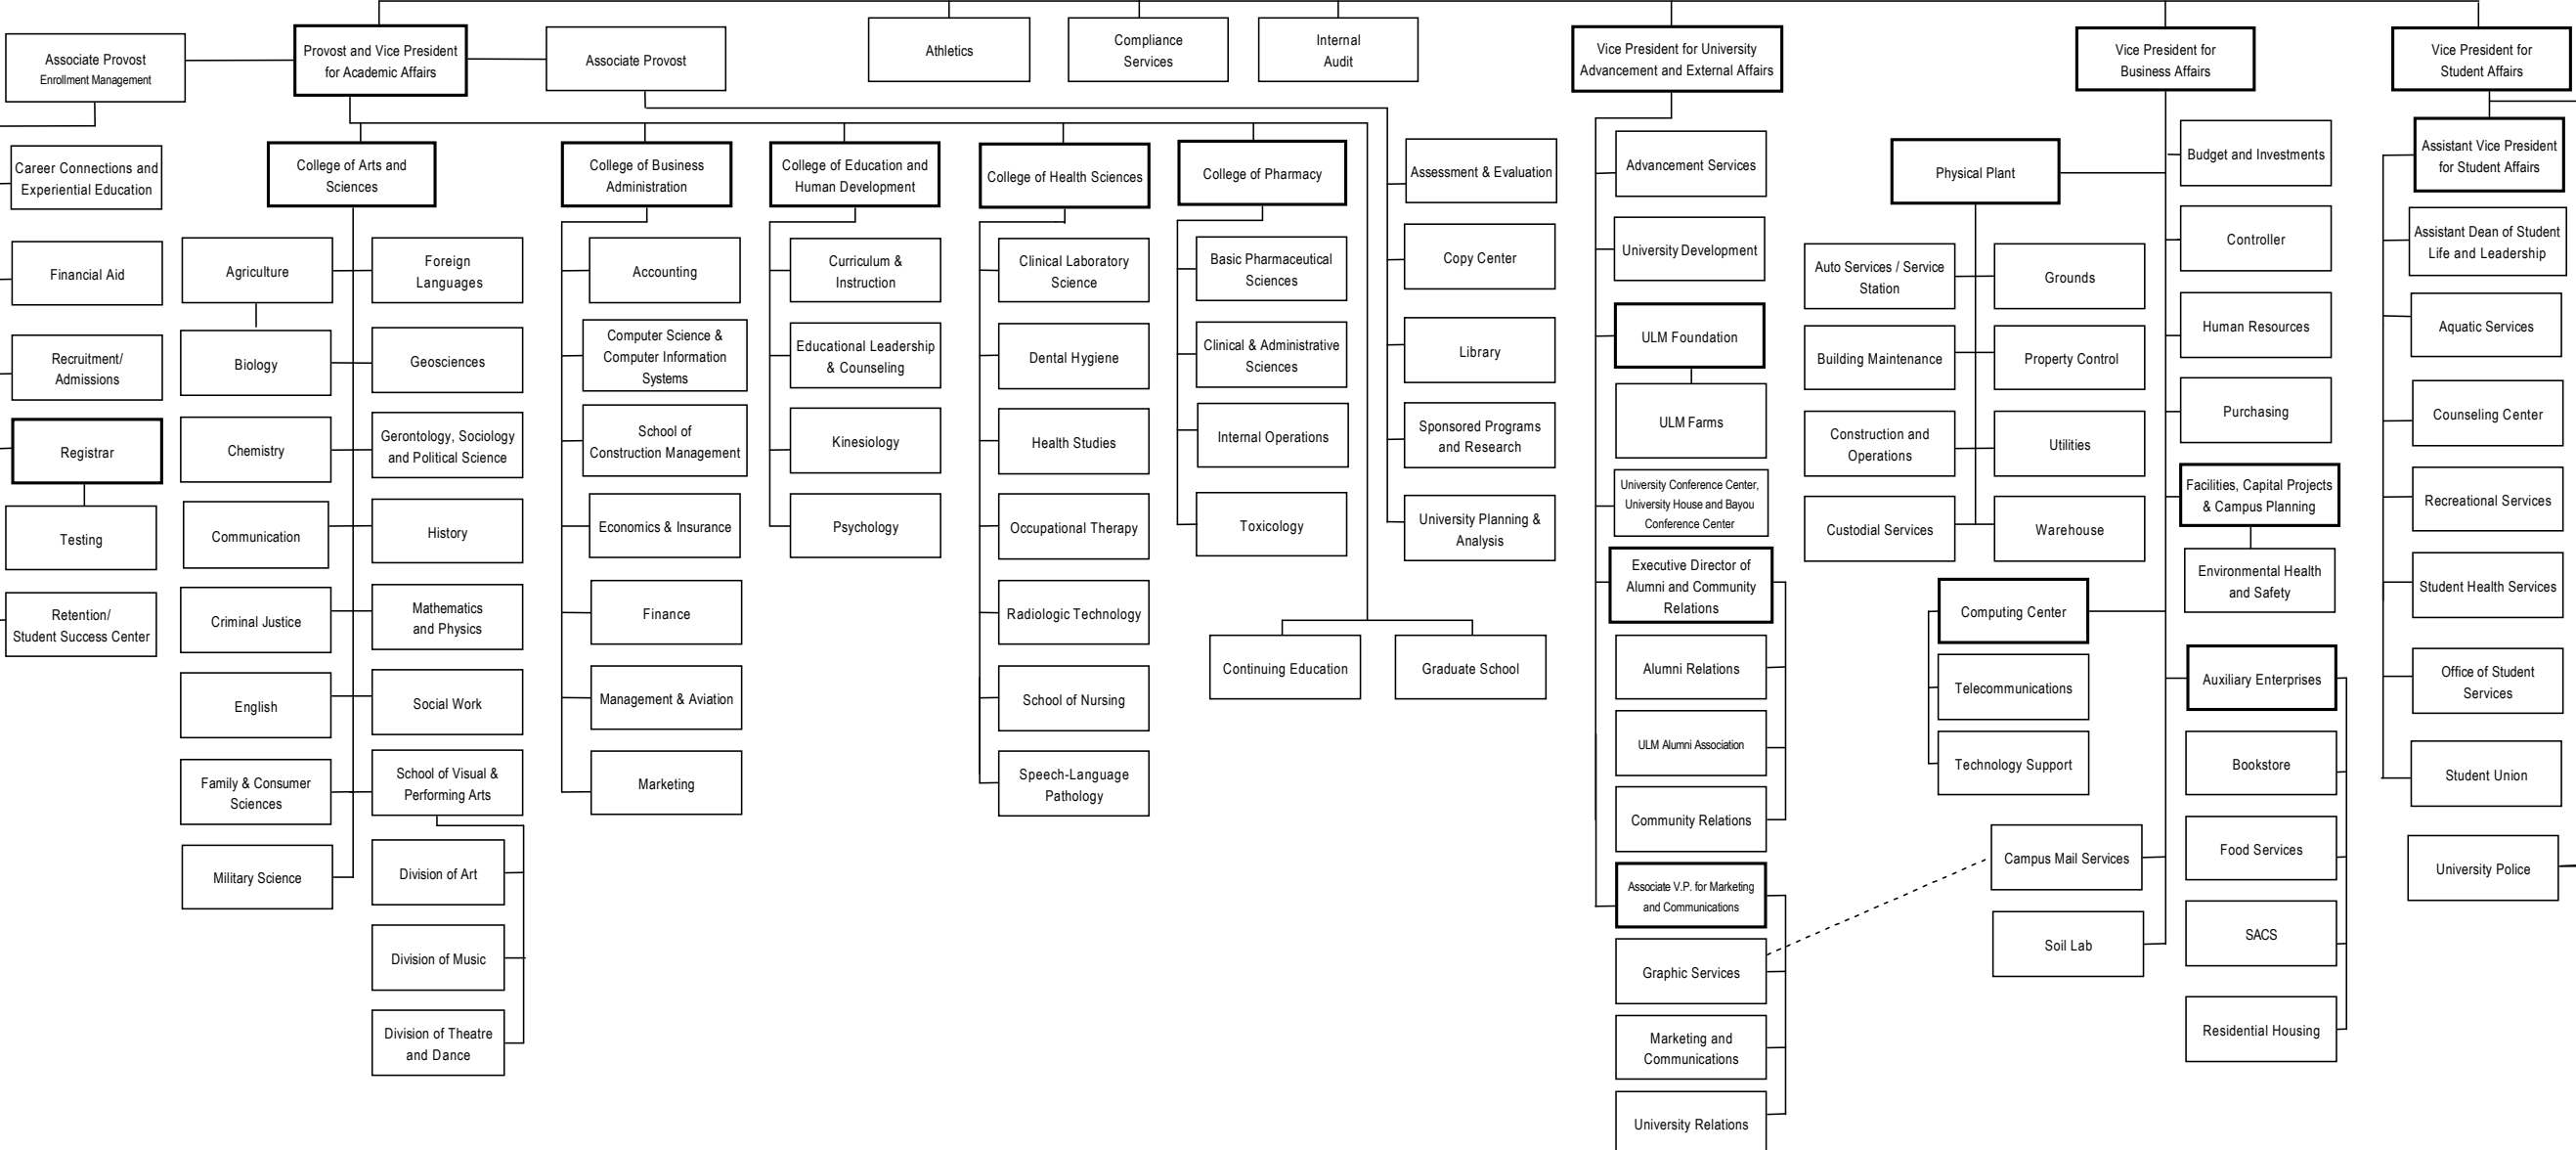 Associate Provost
Enrollment Management
Provost and Vice President
for Academic Affairs
Associate Provost
Athletics
Compliance
Services
Internal
Audit
Vice President for University
Advancement and External Affairs
Vice President for
Business Affairs
Vice President for
Student Affairs
Career Connections and
Experiential Education
Financial Aid
Recruitment/
Admissions
Registrar
Testing
Retention/
Student Success Center
College of Arts and
Sciences
Agriculture
Biology
Chemistry
Communication
Criminal Justice
English
Family & Consumer
Sciences
Military Science
Foreign
Languages
Geosciences
Gerontology, Sociology
and Political Science
History
Mathematics
and Physics
Social Work
School of Visual &
Performing Arts
Division of Art
Division of Music
Division of Theatre
and Dance
College of Business
Administration
Accounting
Computer Science &
Computer Information
Systems
School of
Construction Management
Economics & Insurance
Finance
Management & Aviation
Marketing
College of Education and
Human Development
Curriculum &
Instruction
Educational Leadership
& Counseling
Kinesiology
Psychology
College of Health Sciences
Clinical Laboratory
Science
Dental Hygiene
Health Studies
Occupational Therapy
Radiologic Technology
School of Nursing
Speech-Language
Pathology
College of Pharmacy
Basic Pharmaceutical
Sciences
Clinical & Administrative
Sciences
Internal Operations
Toxicology
Continuing Education
Graduate School
Assessment & Evaluation
Copy Center
Library
Sponsored Programs
and Research
University Planning &
Analysis
Advancement Services
University Development
ULM Foundation
ULM Farms
University Conference Center,
University House and Bayou
Conference Center
Executive Director of
Alumni and Community
Relations
Alumni Relations
ULM Alumni Association
Community Relations
Associate V.P. for Marketing
and Communications
Graphic Services
Marketing and
Communications
University Relations
Physical Plant
Auto Services / Service
Station
Building Maintenance
Construction and
Operations
Custodial Services
Grounds
Property Control
Utilities
Warehouse
Computing Center
Telecommunications
Technology Support
Campus Mail Services
Soil Lab
Budget and Investments
Controller
Human Resources
Purchasing
Facilities, Capital Projects
& Campus Planning
Environmental Health
and Safety
Auxiliary Enterprises
Bookstore
Food Services
SACS
Residential Housing
Assistant Vice President
for Student Affairs
Assistant Dean of Student
Life and Leadership
Aquatic Services
Counseling Center
Recreational Services
Student Health Services
Office of Student
Services
Student Union
University Police